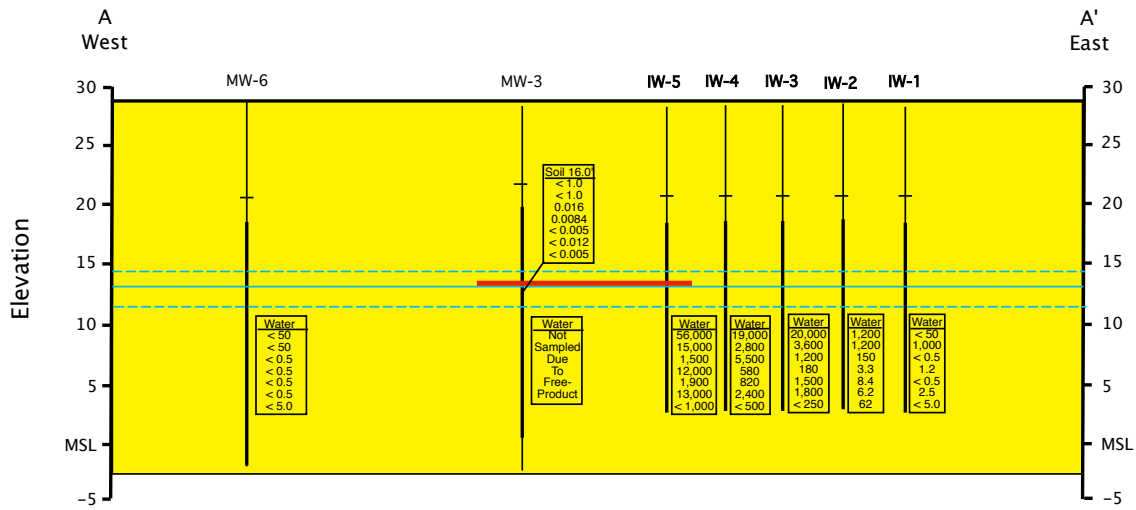 A
West
A'
East
MW-6
MW-3
IW-5
IW-4
IW-3
IW-2
IW-1
Elevation
30
25
20
15
10
5
MSL
-5
30
25
20
15
10
5
MSL
-5
Soil 16.0'
< 1.0
< 1.0
0.016
0.0084
< 0.005
< 0.012
< 0.005
Water
< 50
< 50
< 0.5
< 0.5
< 0.5
< 0.5
< 5.0
Water
Not
Sampled
Due
To
Free-
Product
Water
56,000
15,000
1,500
12,000
1,900
13,000
< 1,000
Water
19,000
2,800
5,500
580
820
2,400
< 500
Water
20,000
3,600
1,200
180
1,500
1,800
< 250
Water
1,200
1,200
150
3.3
8.4
6.2
62
Water
< 50
1,000
< 0.5
1.2
< 0.5
2.5
< 5.0